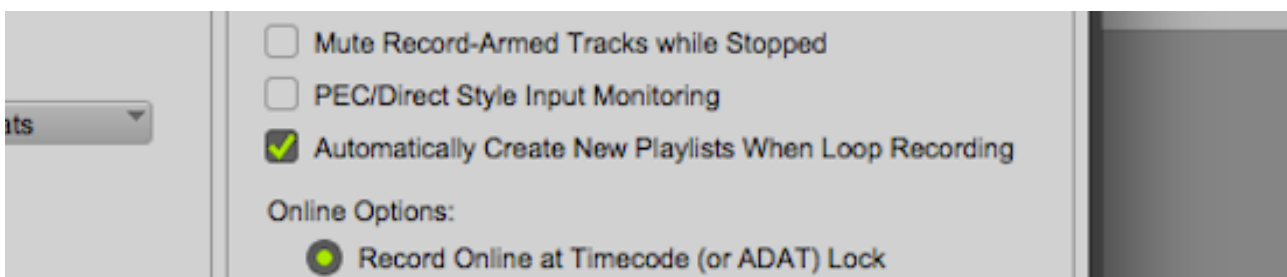 Mute Record-Armed Tracks while Stopped
PEC/Direct Style Input Monitoring
ats
Automatically Create New Playlists When Loop Recording
Online Options:
Record Online at Timecode (or ADAT) Lock